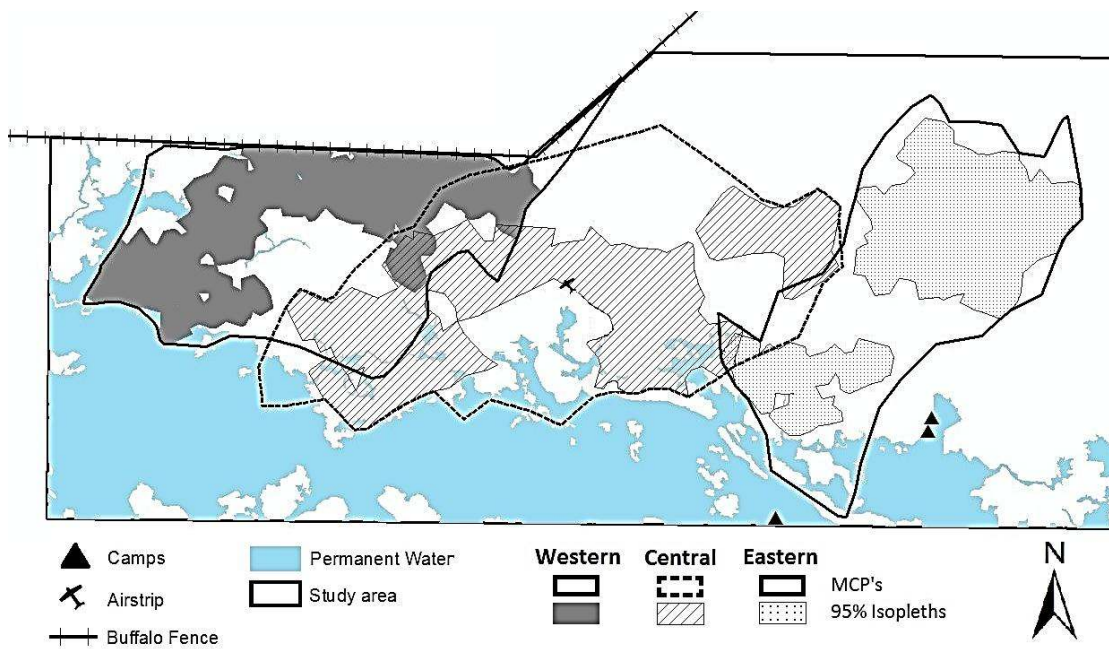 Camps
Airstrip
Buffalo Fence
Permanent Water
Study area
Western Central Eastern
MCP's
95% Isopleths
N